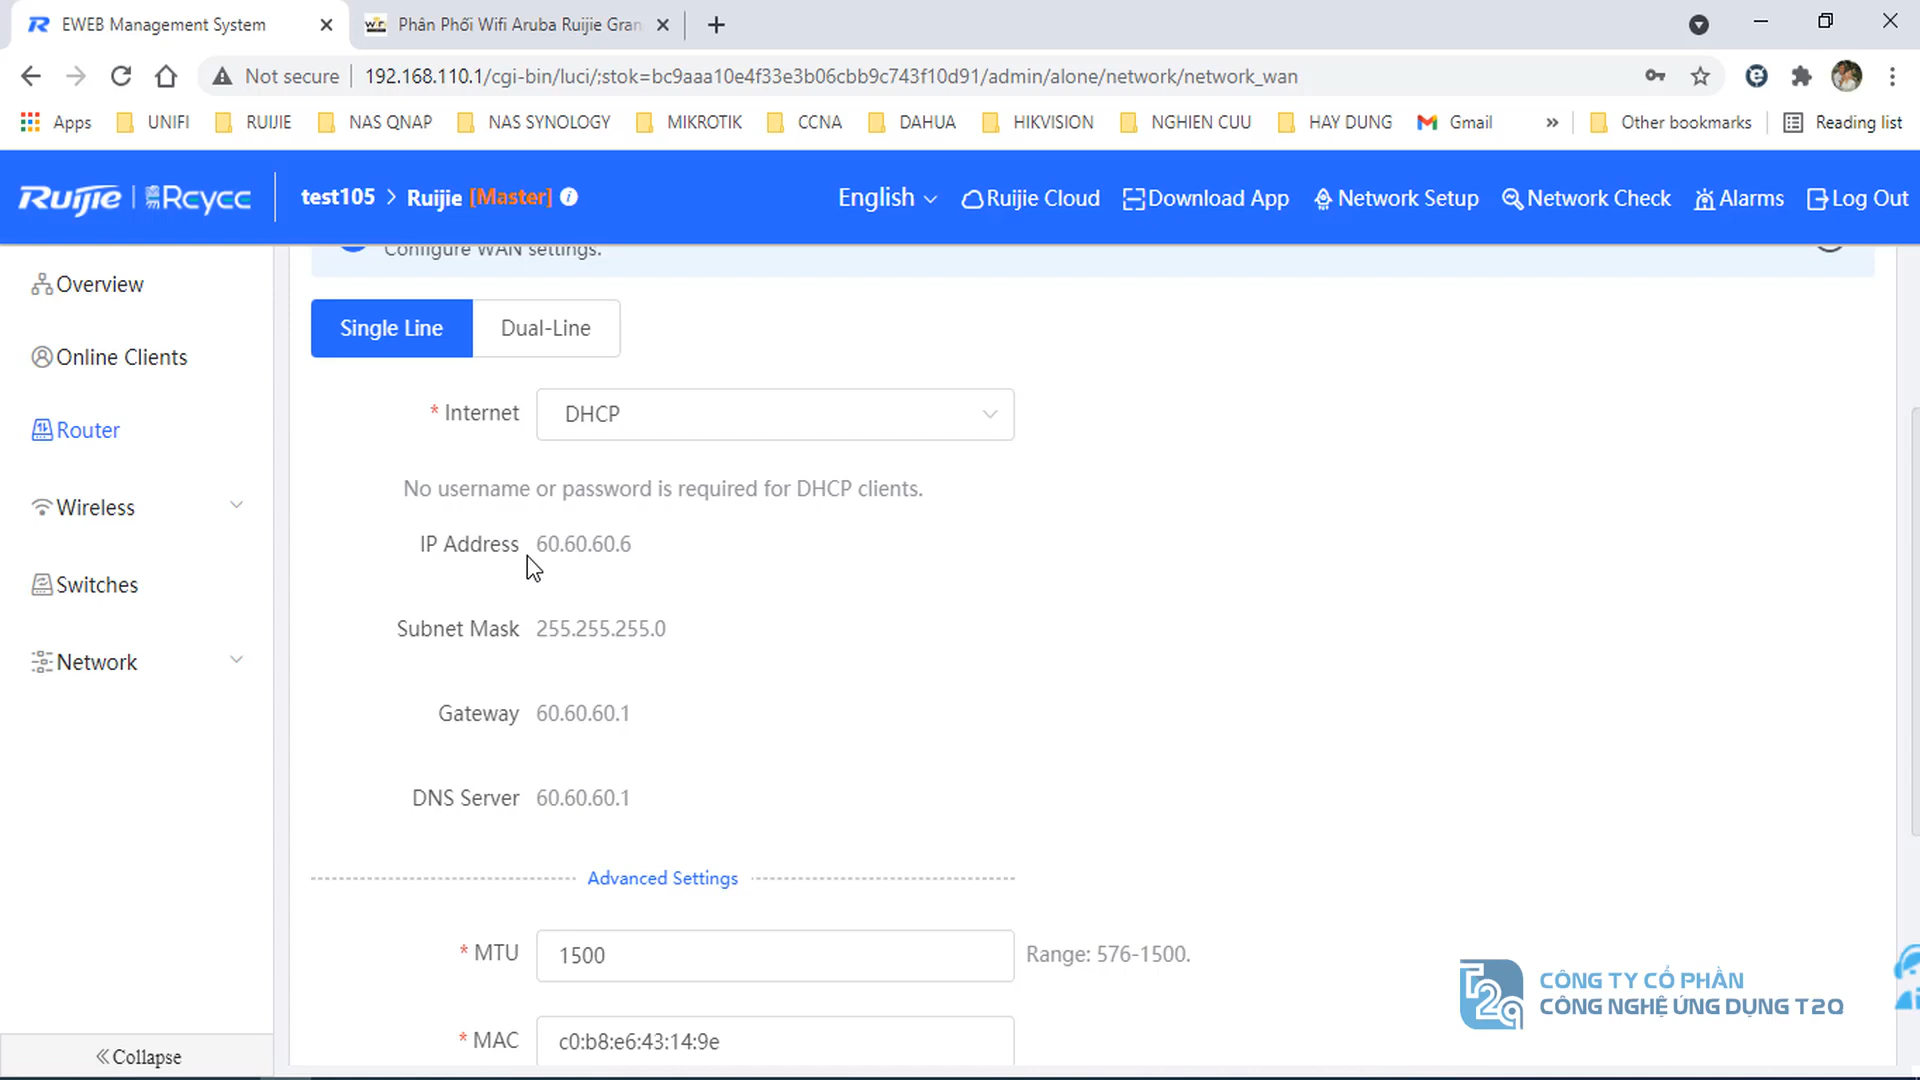 EWEB Management System
Phân Phối Wifi Aruba Ruijie Gran
Not secure
192.168.110.1/cgi-bin/luci/;stok=bc9aaa10e4f33e3b06cbb9c743f10d91/admin/alone/network/network_wan
Apps
UNIFI
RUIJIE
NAS QNAP
NAS SYNOLOGY
MIKROTIK
CCNA
DAHUA
HIKVISION
NGHIEN CUU
HAY DUNG
Gmail
»
Other bookmarks
Reading list
Ruijie | Reyee
test105 > Ruijie [Master]
English
Ruijie Cloud
Download App
Network Setup
Network Check
Alarms
Log Out
Configure WAN settings.
Overview
Online Clients
Router
Wireless
Switches
Network
Collapse
Single Line
Dual-Line
* Internet DHCP
No username or password is required for DHCP clients.
IP Address 60.60.60.6
Subnet Mask 255.255.255.0
Gateway 60.60.60.1
DNS Server 60.60.60.1
Advanced Settings
* MTU 1500 Range: 576-1500.
* MAC c0:b8:e6:43:14:9e
T2Q
CÔNG TY CỔ PHẦN
CÔNG NGHỆ ỨNG DỤNG T2Q